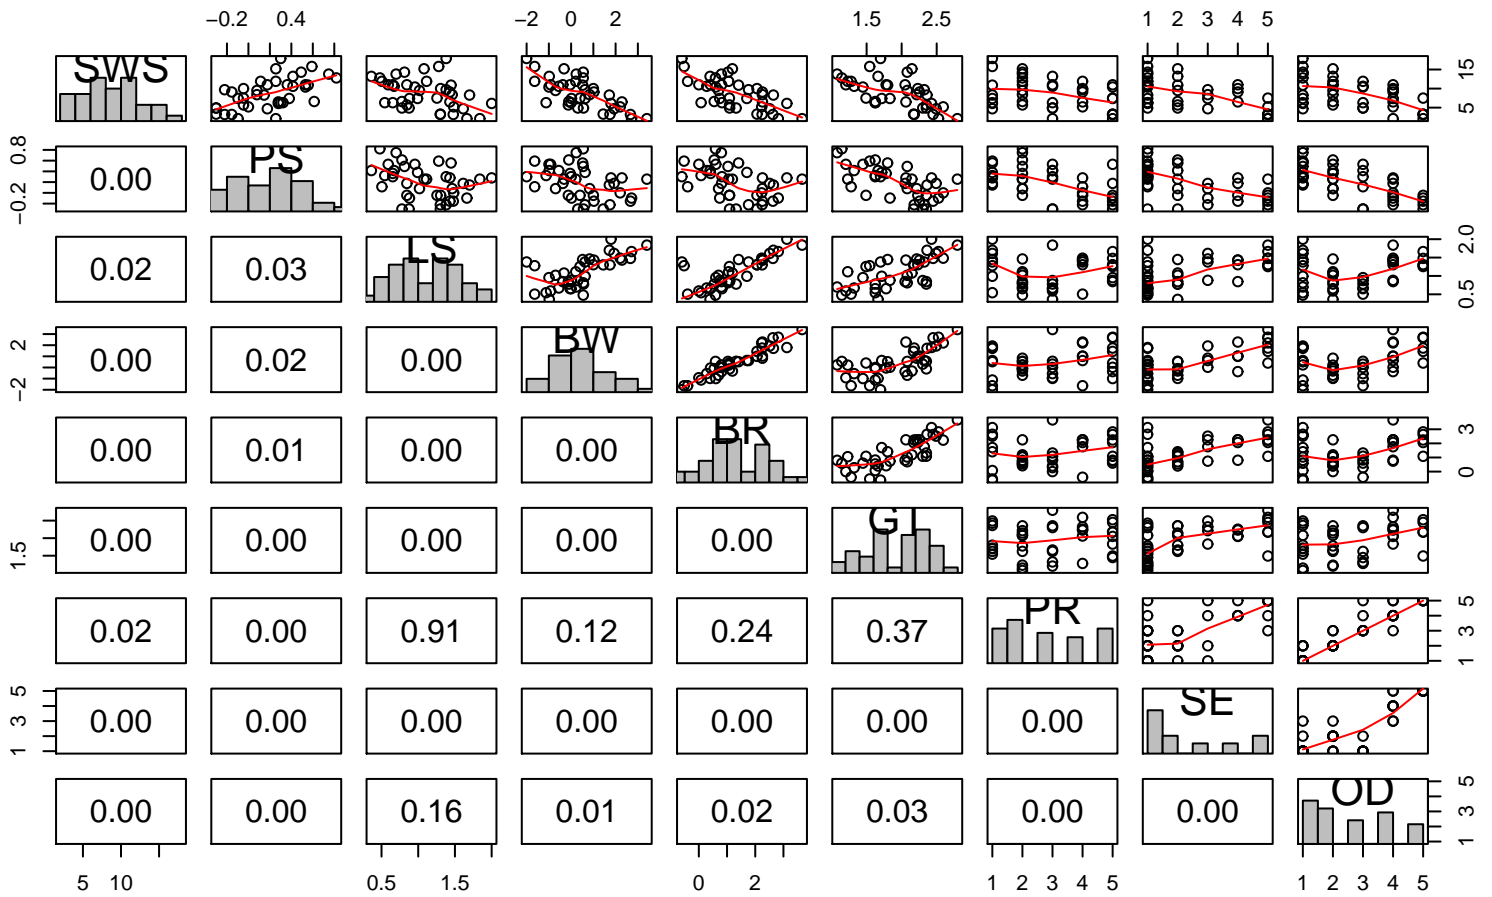 −0.2 0.4 −2 0 2 1.5 2.5 1 2 3 4 5
SWS 5 15
−0.2 0.8 0.00 PS
0.02 0.03 LS 0.5 2.0
−2 2 0.00 0.02 0.00 BW
0.00 0.01 0.00 0.00 BR 0 3
1.5 0.00 0.00 0.00 0.00 0.00 GT
0.02 0.00 0.91 0.12 0.24 0.37 PR 1 3 5
1 3 5 0.00 0.00 0.00 0.00 0.00 0.00 0.00 SE
0.00 0.00 0.16 0.01 0.02 0.03 0.00 0.00 OD 1 3 5
5 10 0.5 1.5 0 2 1 2 3 4 5 1 2 3 4 5